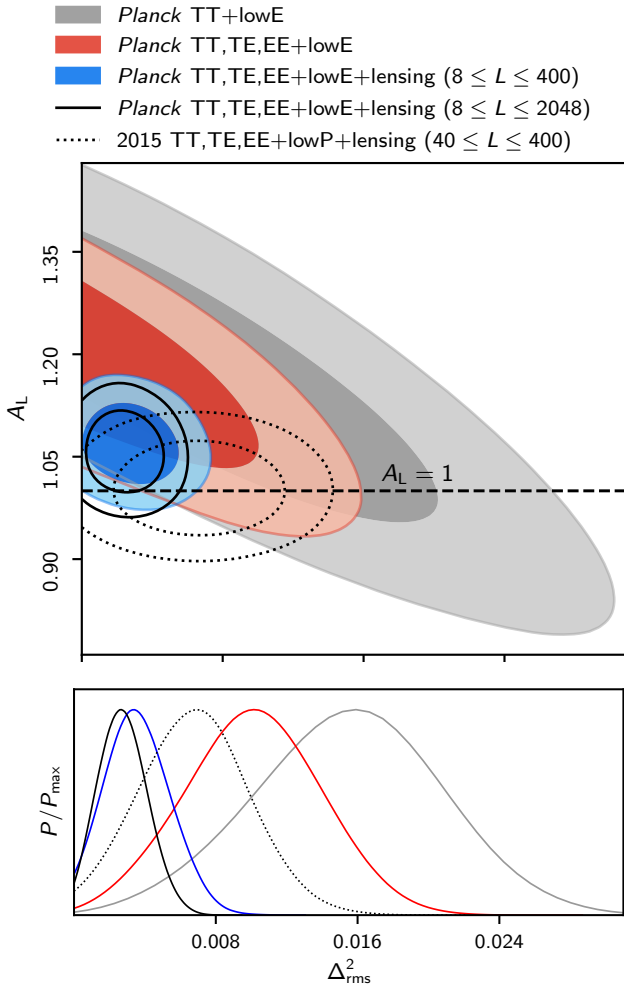 Planck TT+lowE
Planck TT,TE,EE+lowE
Planck TT,TE,EE+lowE+lensing (8 ≤ L ≤ 400)
Planck TT,TE,EE+lowE+lensing (8 ≤ L ≤ 2048)
2015 TT,TE,EE+lowP+lensing (40 ≤ L ≤ 400)
1.35
1.20
1.05
0.90
A_L
A_L = 1
P/P_max
0.008 0.016 0.024
Δ²_rms